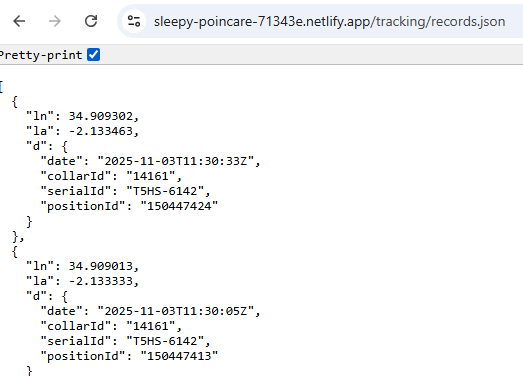 sleepy-poincare-71343e.netlify.app/tracking/records.json
Pretty-print
[
{
"ln": 34.909302,
"la": -2.133463,
"d": {
"date": "2025-11-03T11:30:33Z",
"collarId": "14161",
"serialId": "T5HS-6142",
"positionId": "150447424"
}
},
{
"ln": 34.909013,
"la": -2.133333,
"d": {
"date": "2025-11-03T11:30:05Z",
"collarId": "14161",
"serialId": "T5HS-6142",
"positionId": "150447413"
}